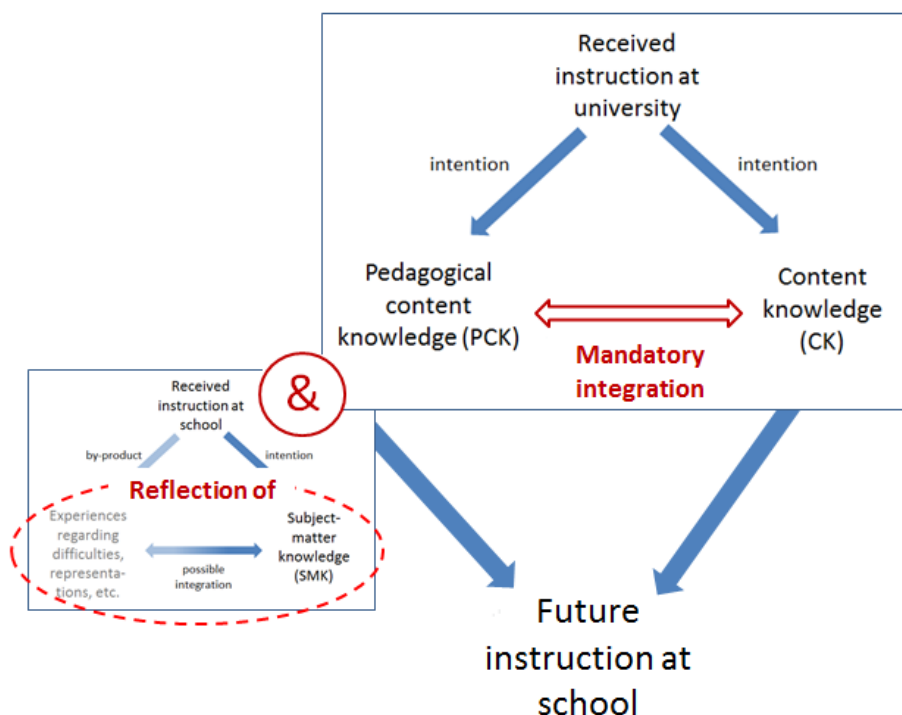 Received
instruction at
university
intention
intention
Pedagogical
content
knowledge (PCK)
Content
knowledge
(CK)
Mandatory
integration
&
Received
instruction at
school
by-product
intention
Reflection of
Experiences
regarding
difficulties,
representa-
tions, etc.
Subject-
matter
knowledge
(SMK)
possible
integration
Future
instruction at
school